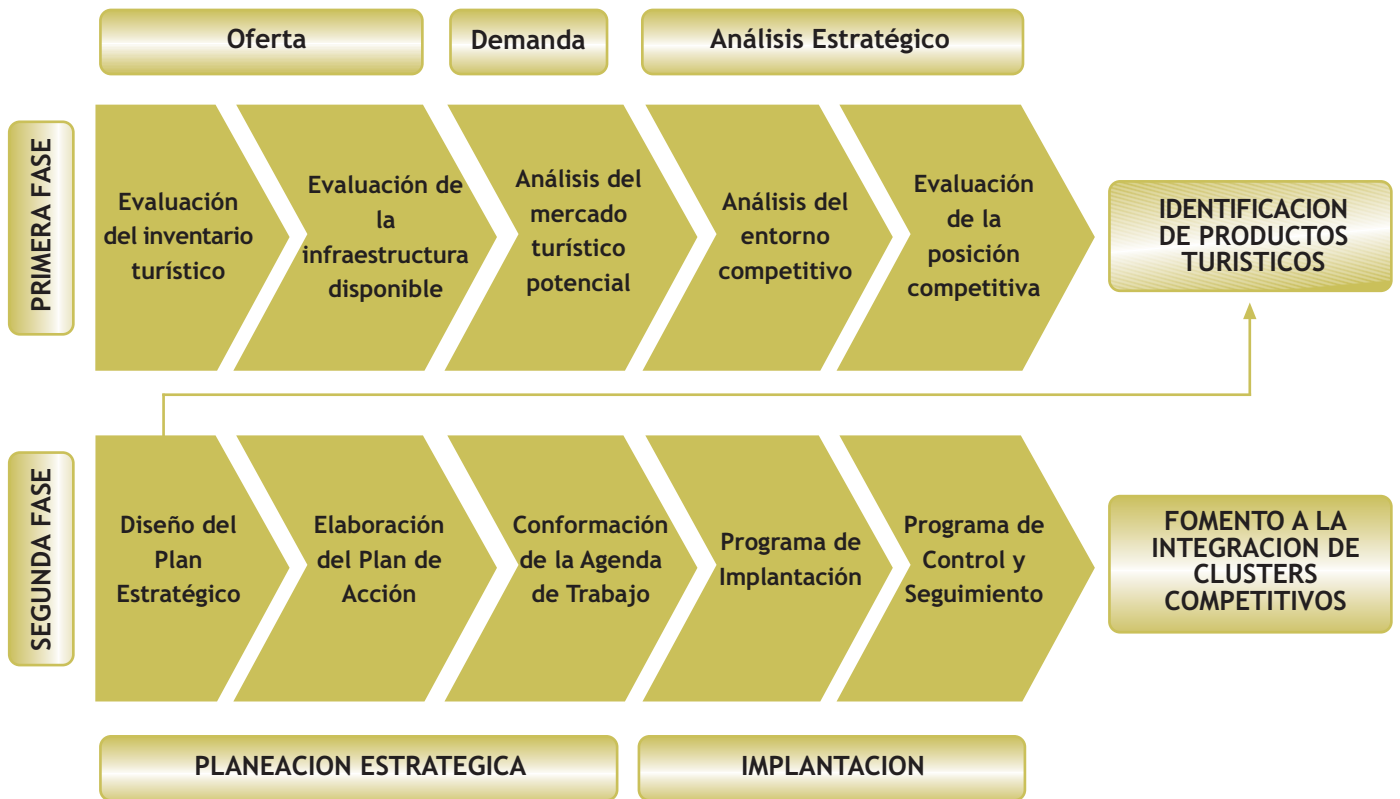 Oferta
Demanda
Análisis Estratégico
PRIMERA FASE
Evaluación
del inventario
turístico
Evaluación de
la
infraestructura
disponible
Análisis del
mercado
turístico
potencial
Análisis del
entorno
competitivo
Evaluación
de la
posición
competitiva
IDENTIFICACION
DE PRODUCTOS
TURISTICOS
SEGUNDA FASE
Diseño del
Plan
Estratégico
Elaboración
del Plan de
Acción
Conformación
de la Agenda
de Trabajo
Programa de
Implantación
Programa de
Control y
Seguimiento
FOMENTO A LA
INTEGRACION DE
CLUSTERS
COMPETITIVOS
PLANEACION ESTRATEGICA
IMPLANTACION